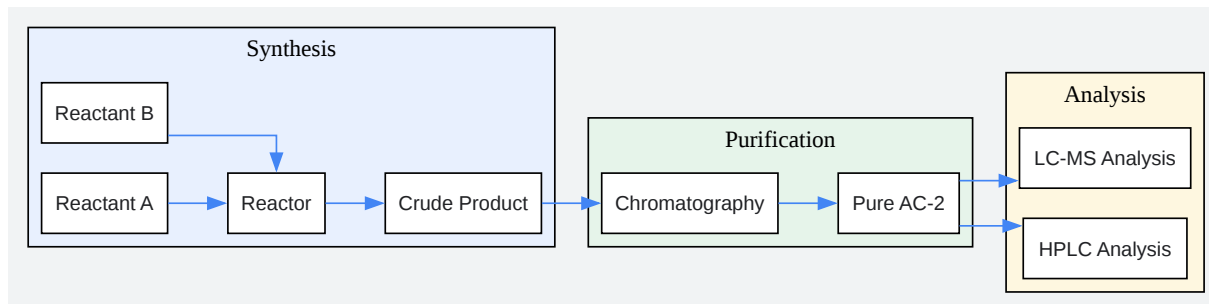 Synthesis
Reactant B
Reactant A
Reactor
Crude Product
Purification
Chromatography
Pure AC-2
Analysis
LC-MS Analysis
HPLC Analysis